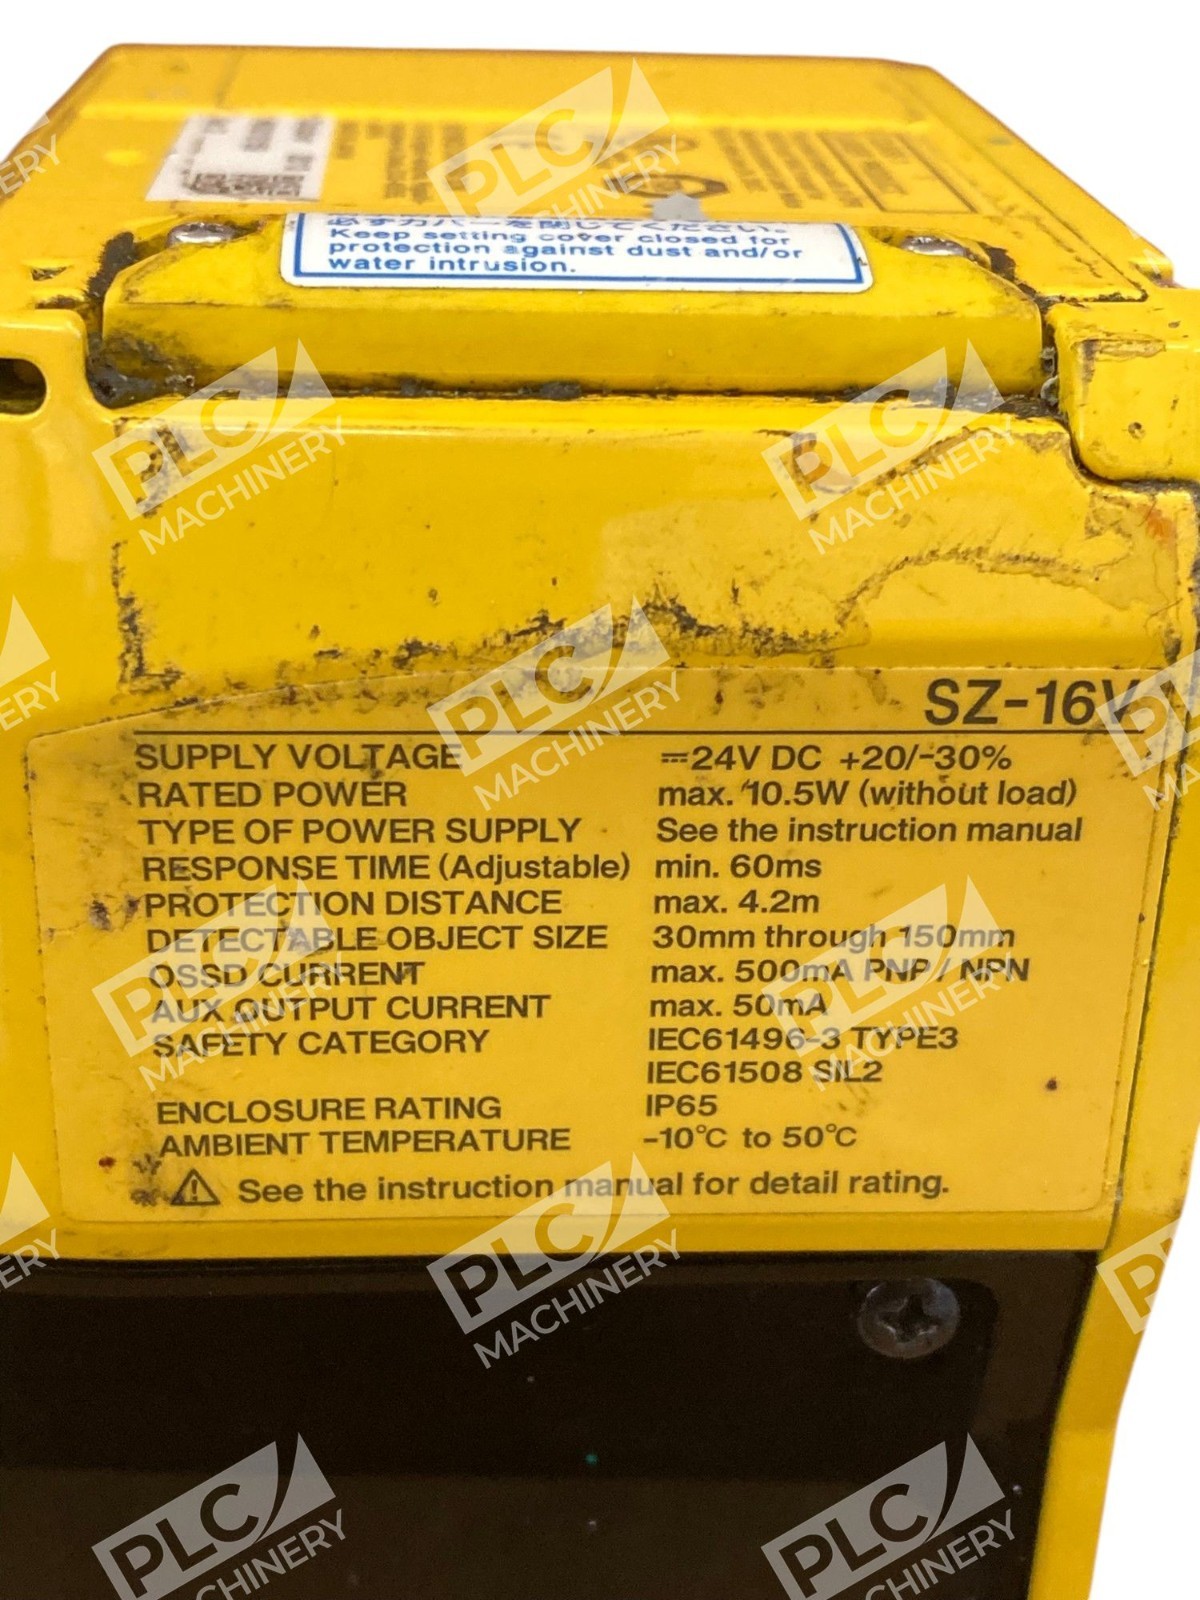 必ずカバーを閉じてください。
Keep setting cover closed for
protection against dust and/or
water intrusion.
SZ-16V
SUPPLY VOLTAGE ⎓24V DC +20/-30%
RATED POWER max. 10.5W (without load)
TYPE OF POWER SUPPLY See the instruction manual
RESPONSE TIME (Adjustable) min. 60ms
PROTECTION DISTANCE max. 4.2m
DETECTABLE OBJECT SIZE 30mm through 150mm
OSSD CURRENT max. 500mA PNP / NPN
AUX OUTPUT CURRENT max. 50mA
SAFETY CATEGORY IEC61496-3 TYPE3
IEC61508 SIL2
ENCLOSURE RATING IP65
AMBIENT TEMPERATURE -10°C to 50°C
⚠ See the instruction manual for detail rating.
PLC
MACHINERY